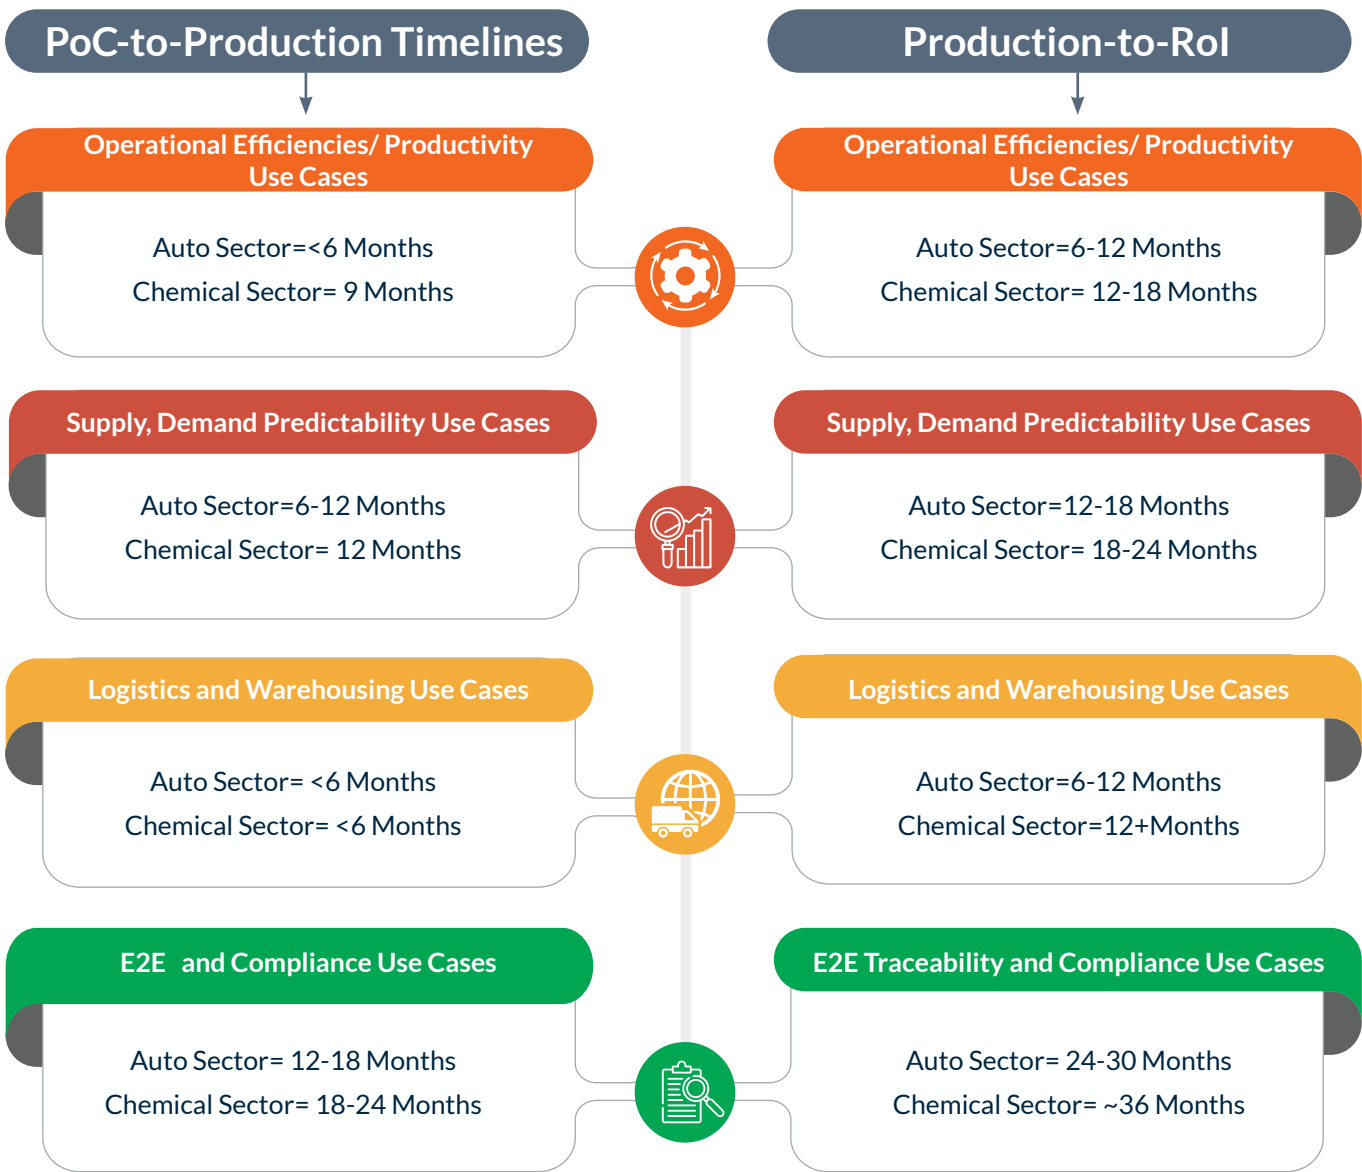 PoC-to-Production Timelines
Operational Efficiencies/ Productivity
Use Cases
Auto Sector=<6 Months
Chemical Sector= 9 Months
Supply, Demand Predictability Use Cases
Auto Sector=6-12 Months
Chemical Sector= 12 Months
Logistics and Warehousing Use Cases
Auto Sector= <6 Months
Chemical Sector= <6 Months
E2E and Compliance Use Cases
Auto Sector= 12-18 Months
Chemical Sector= 18-24 Months
Production-to-RoI
Operational Efficiencies/ Productivity
Use Cases
Auto Sector=6-12 Months
Chemical Sector= 12-18 Months
Supply, Demand Predictability Use Cases
Auto Sector=12-18 Months
Chemical Sector= 18-24 Months
Logistics and Warehousing Use Cases
Auto Sector=6-12 Months
Chemical Sector=12+Months
E2E Traceability and Compliance Use Cases
Auto Sector= 24-30 Months
Chemical Sector= ~36 Months